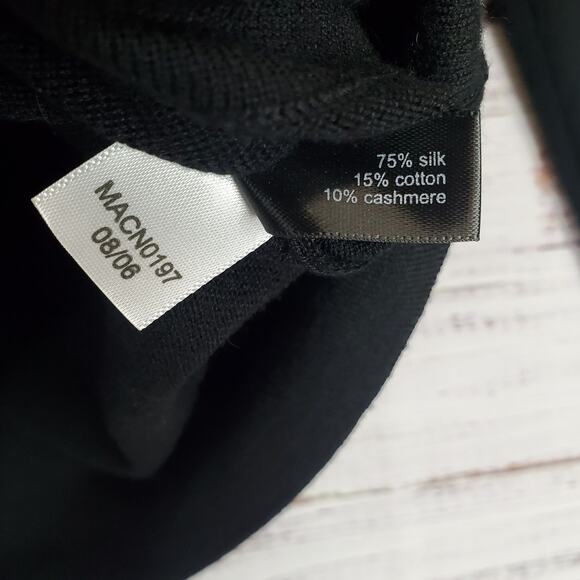 MACN0197
08/06
75% silk
15% cotton
10% cashmere